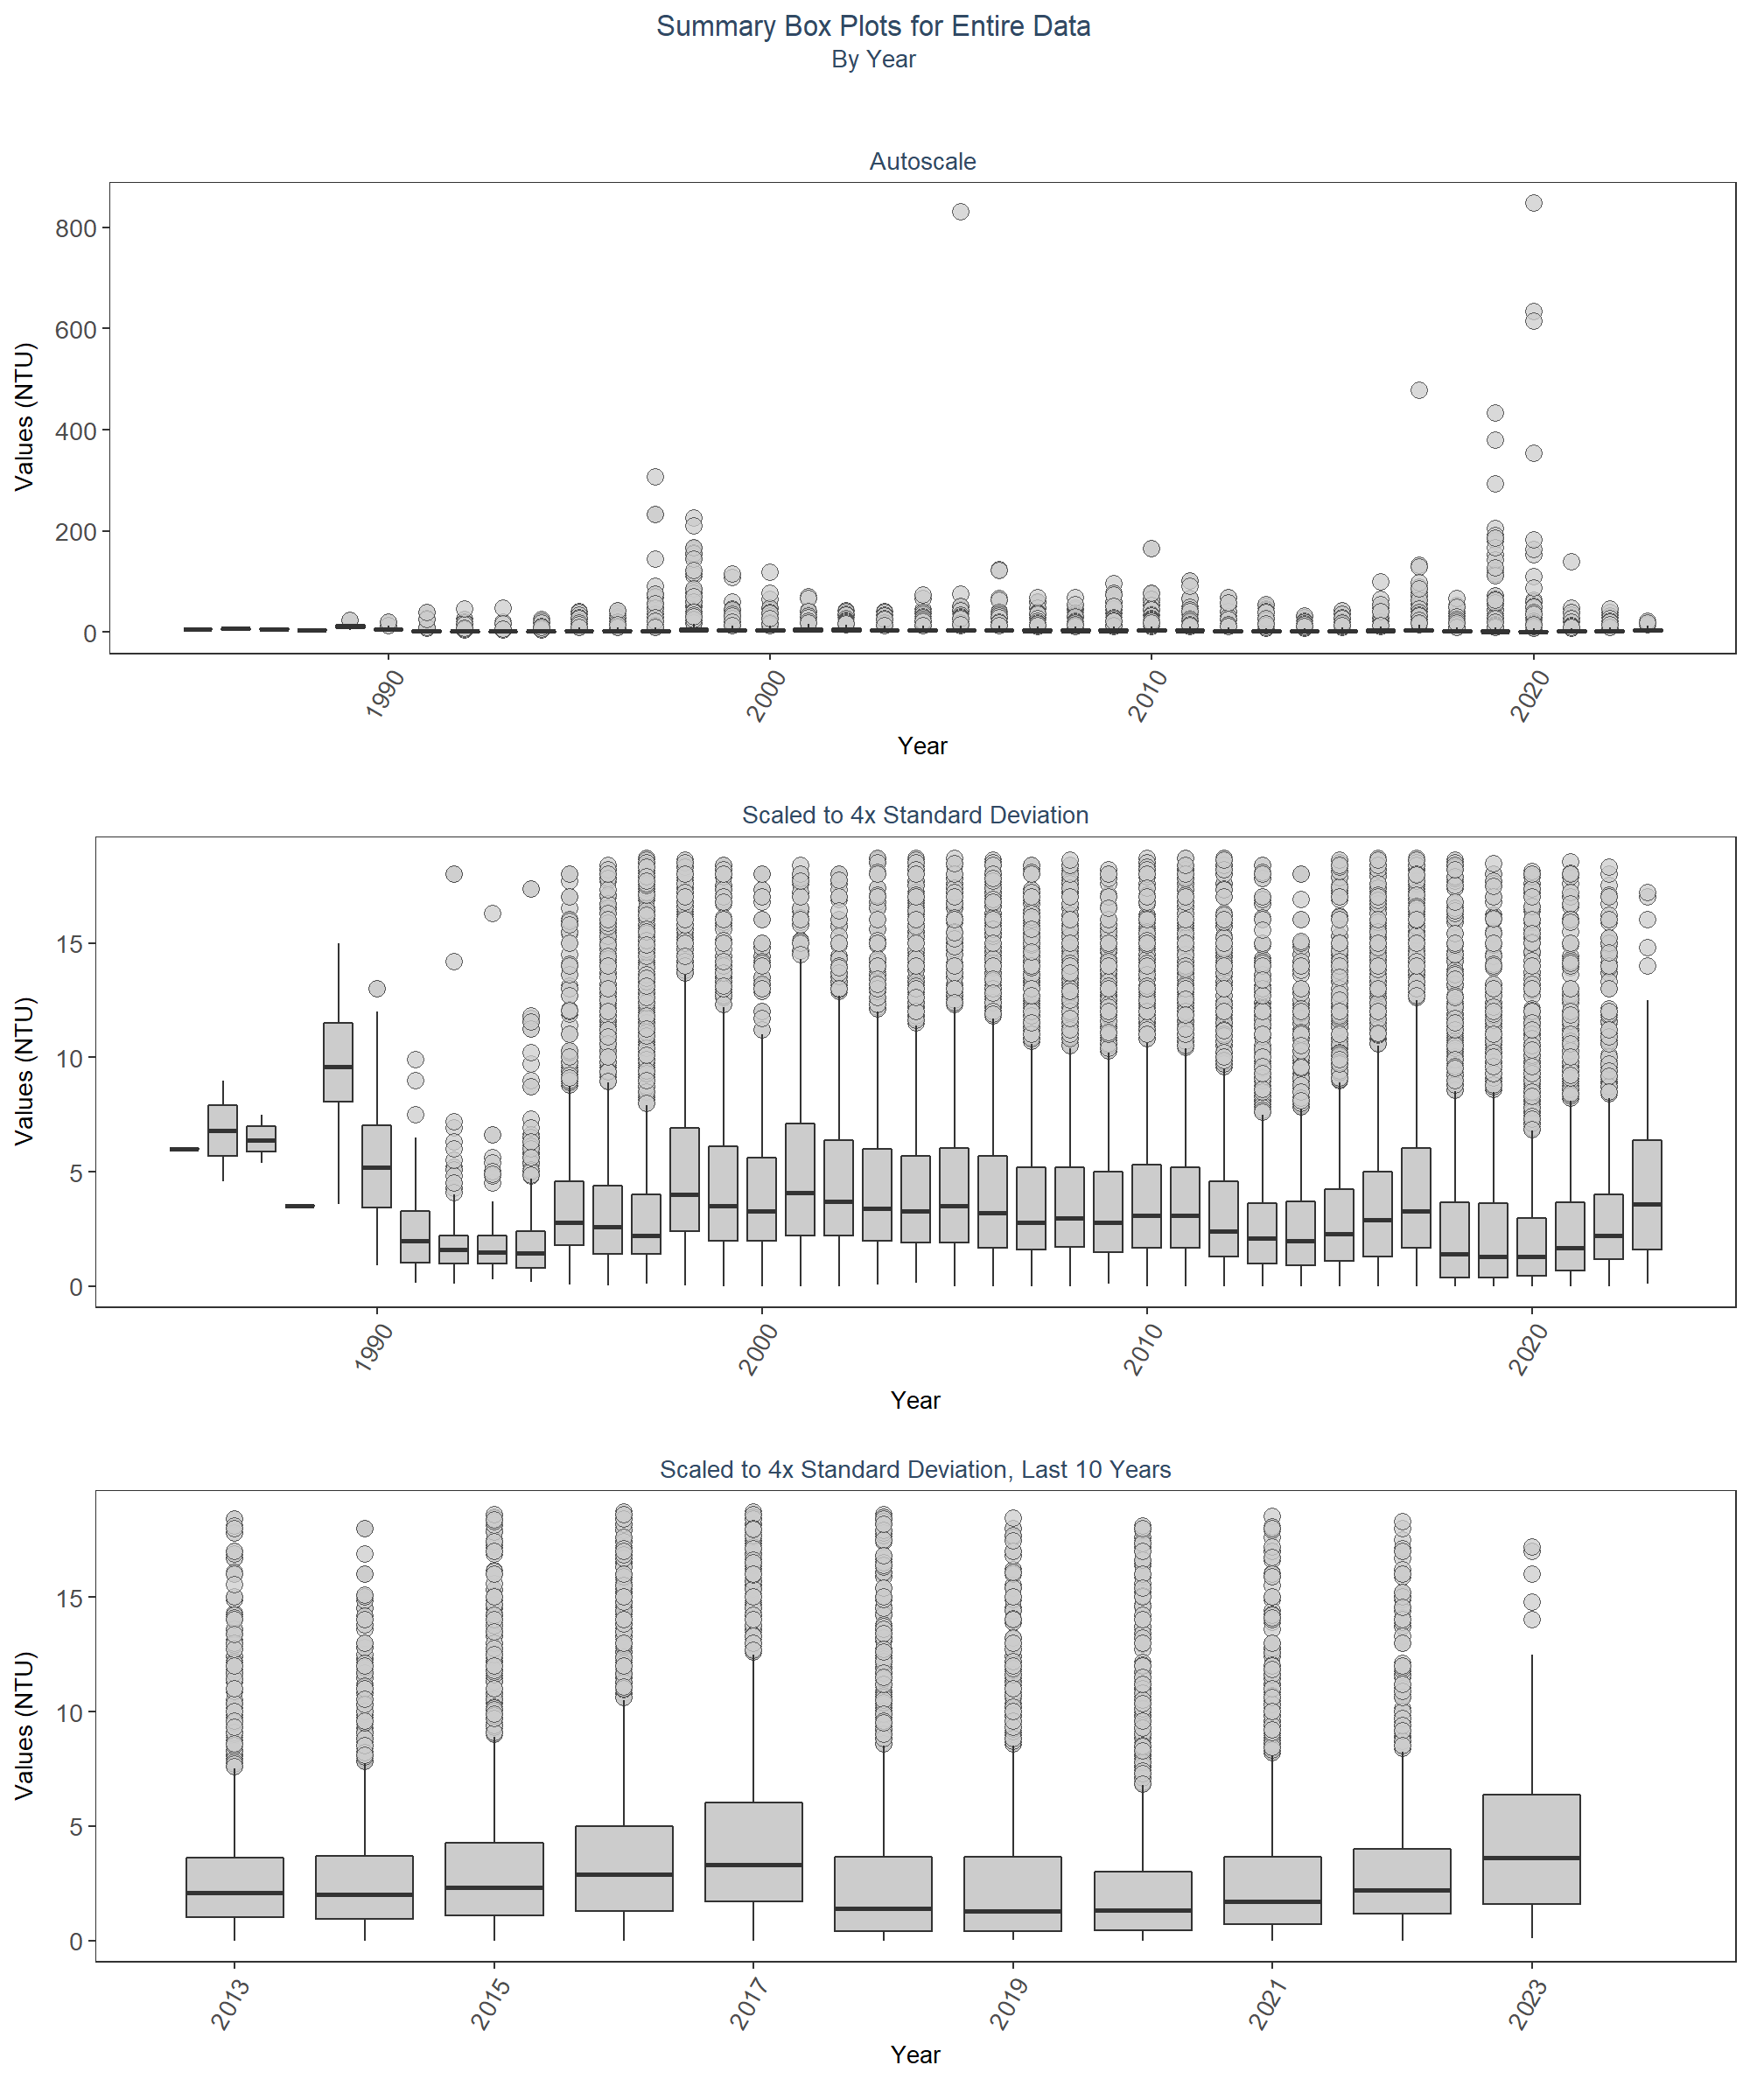 Summary Box Plots for Entire Data
By Year
Autoscale
Values (NTU)
800
600
400
200
0
1990
2000
2010
2020
Year
Scaled to 4x Standard Deviation
Values (NTU)
15
10
5
0
1990
2000
2010
2020
Year
Scaled to 4x Standard Deviation, Last 10 Years
Values (NTU)
15
10
5
0
2013
2015
2017
2019
2021
2023
Year